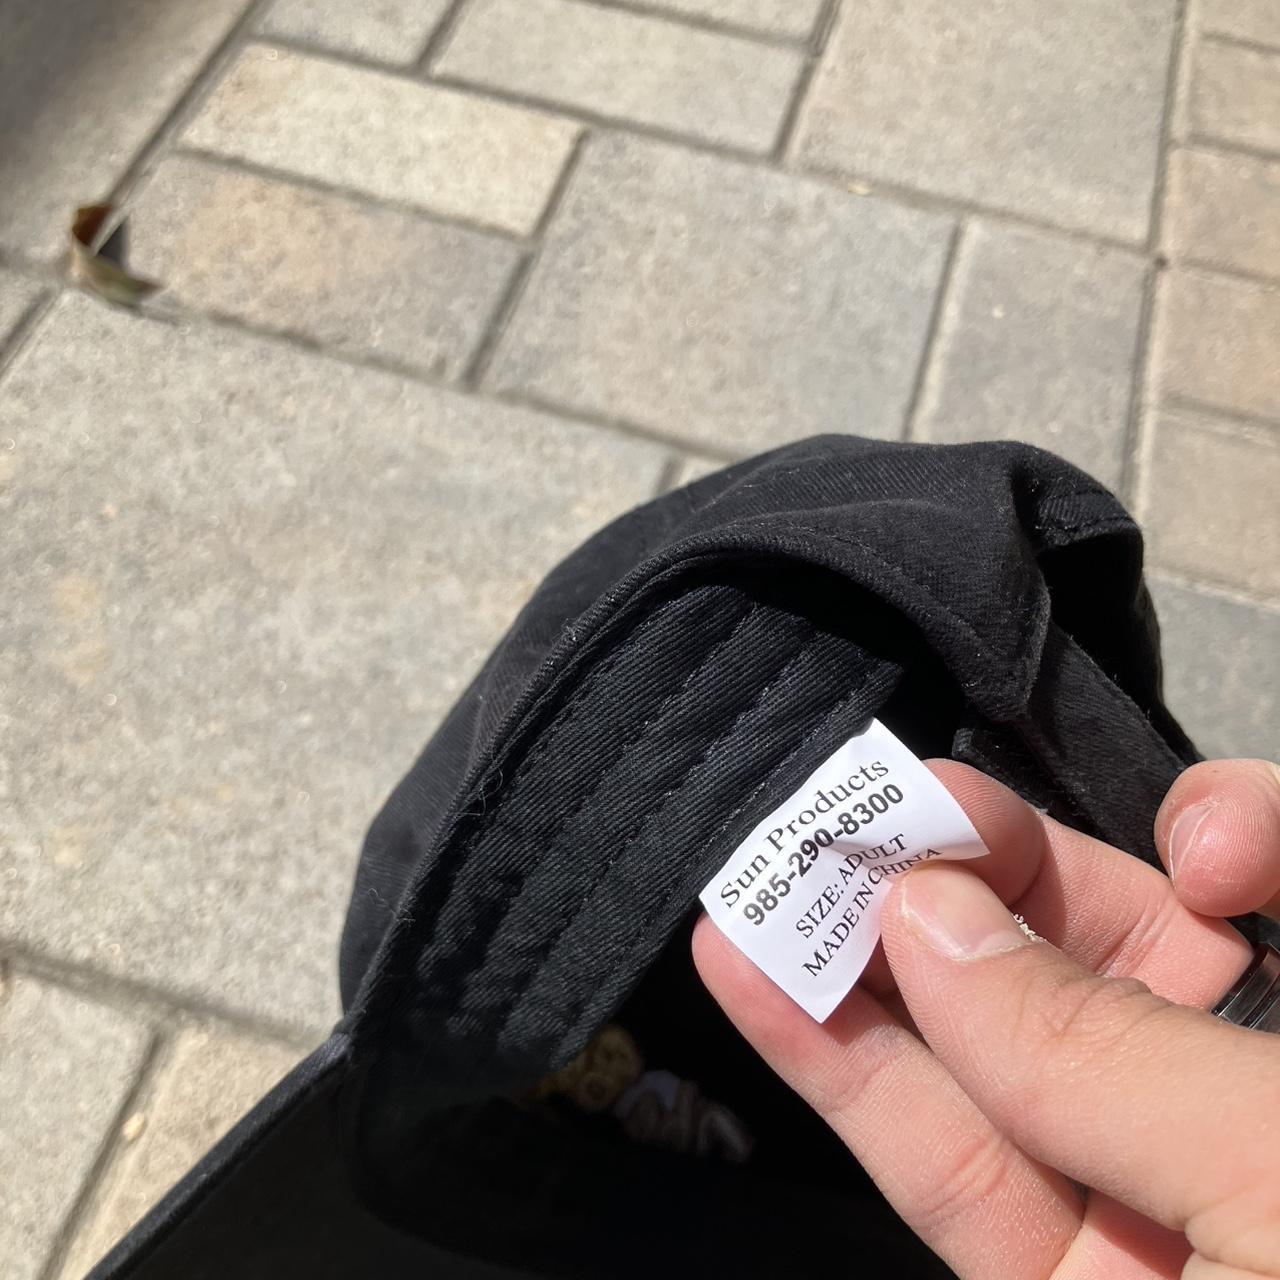 Sun Products
985-290-8300
SIZE: ADULT
MADE IN CHINA